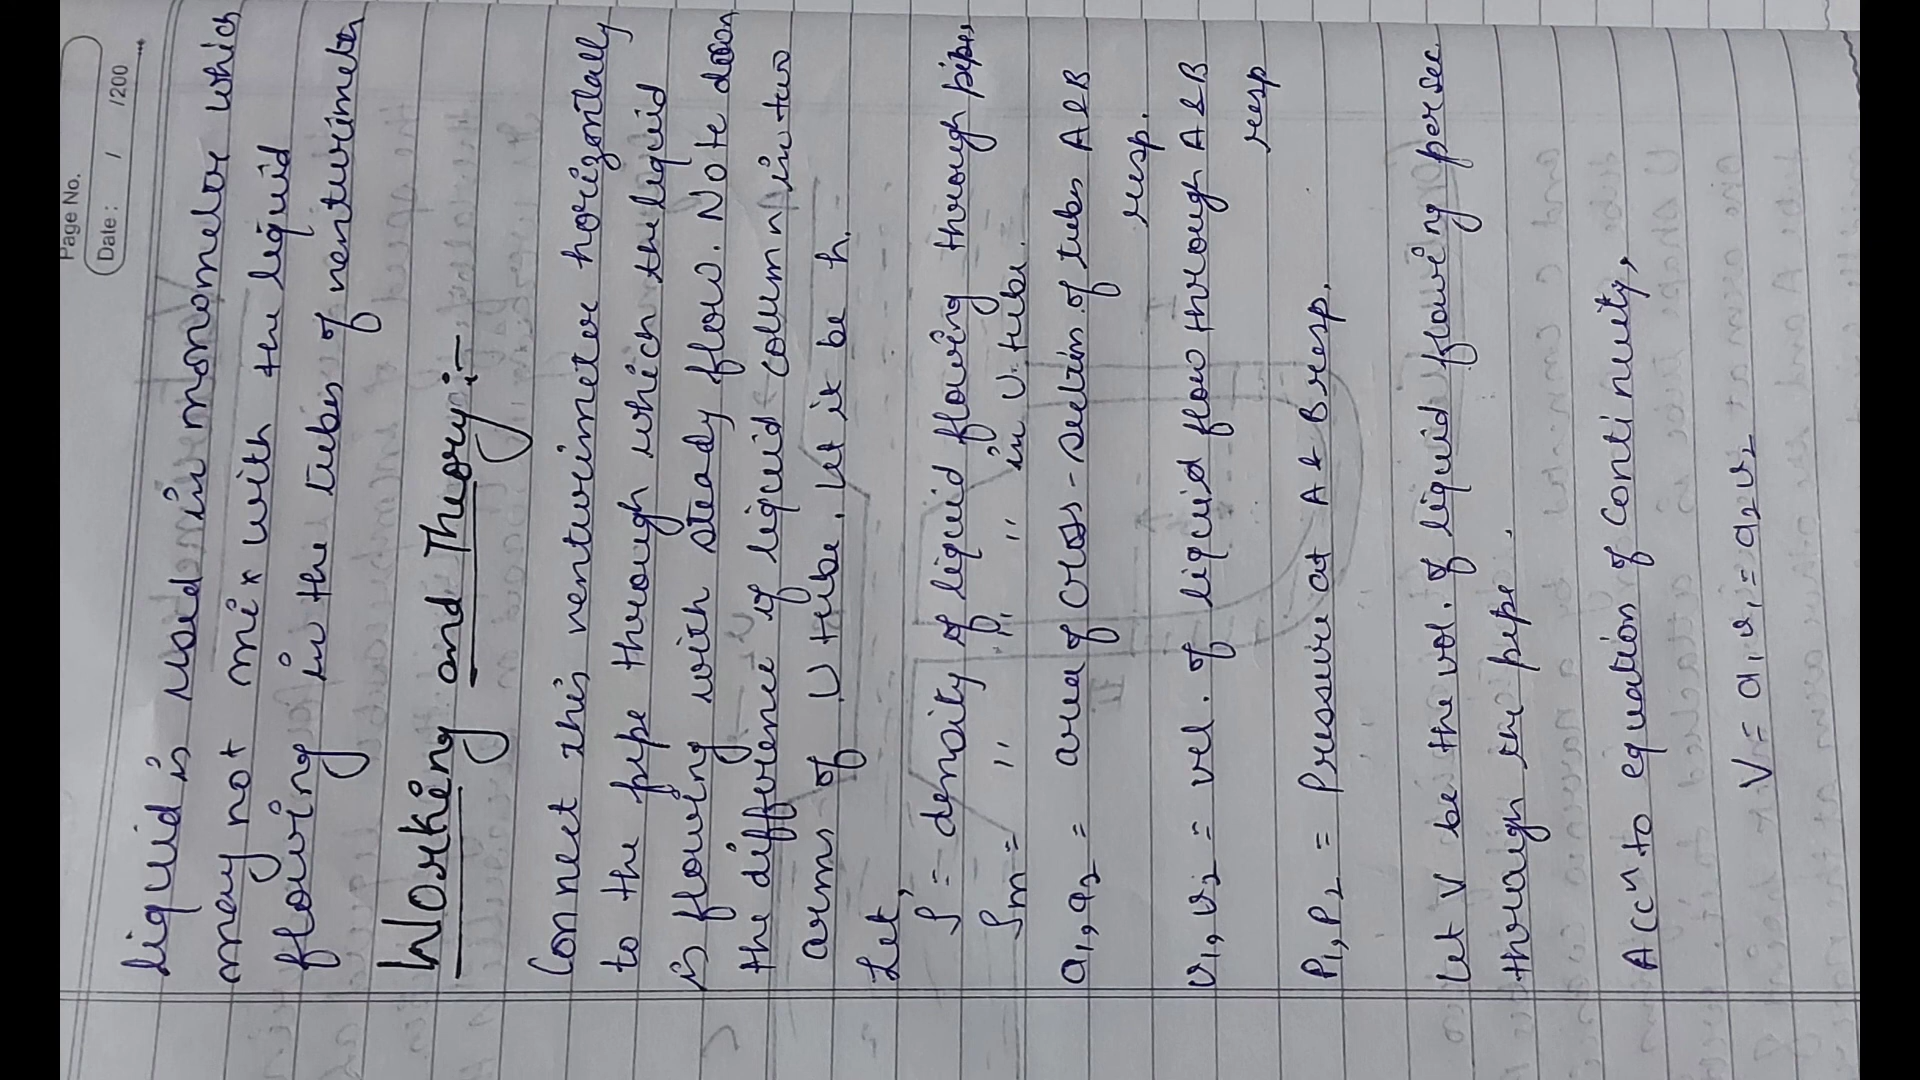 Page No.
Date: / /200
liquid is used in manometer which
may not mix with the liquid
flowing in the tubes of venturimeter
Working and Theory:-
Connect this venturimeter horizontally
to the pipe through which the liquid
is flowing with steady flow. Note down
the difference of liquid column in two
arms of U tube. Let it be h.
Let,
ρ = density of liquid flowing through pipe,
ρm = ,, ,, ,, ,, in U-tube.
a1, a2 = area of cross-section of tubes A & B
resp.
v1, v2 = vel. of liquid flow through A & B
resp
P1, P2 = Pressure at A & B resp.
Let V be the vol. of liquid flowing per sec.
through the pipe.
Accn to equation of continuity,
V = a1v1 = a2v2